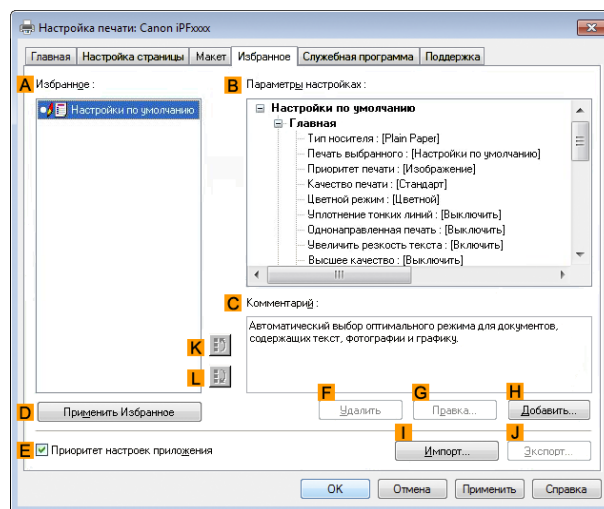 Настройка печати: Canon iPFxxxx
Главная Настройка страницы Макет Избранное Служебная программа Поддержка
A Избранное : B Параметры настройках :
Настройки по умолчанию
Настройки по умолчанию
Главная
Тип носителя : [Plain Paper]
Печать выбранного : [Настройки по умолчанию]
Приоритет печати : [Изображение]
Качество печати : [Стандарт]
Цветной режим : [Цветной]
Уплотнение тонких линий : [Выключить]
Однонаправленная печать : [Выключить]
Увеличить резкость текста : [Включить]
Высшее качество : [Выключить]
C Комментарий :
Автоматический выбор оптимального режима для документов,
содержащих текст, фотографии и графику.
K
L
F G H
D Применить Избранное Удалить Правка... Добавить...
I J
E Приоритет настроек приложения Импорт... Экспорт...
OK Отмена Применить Справка